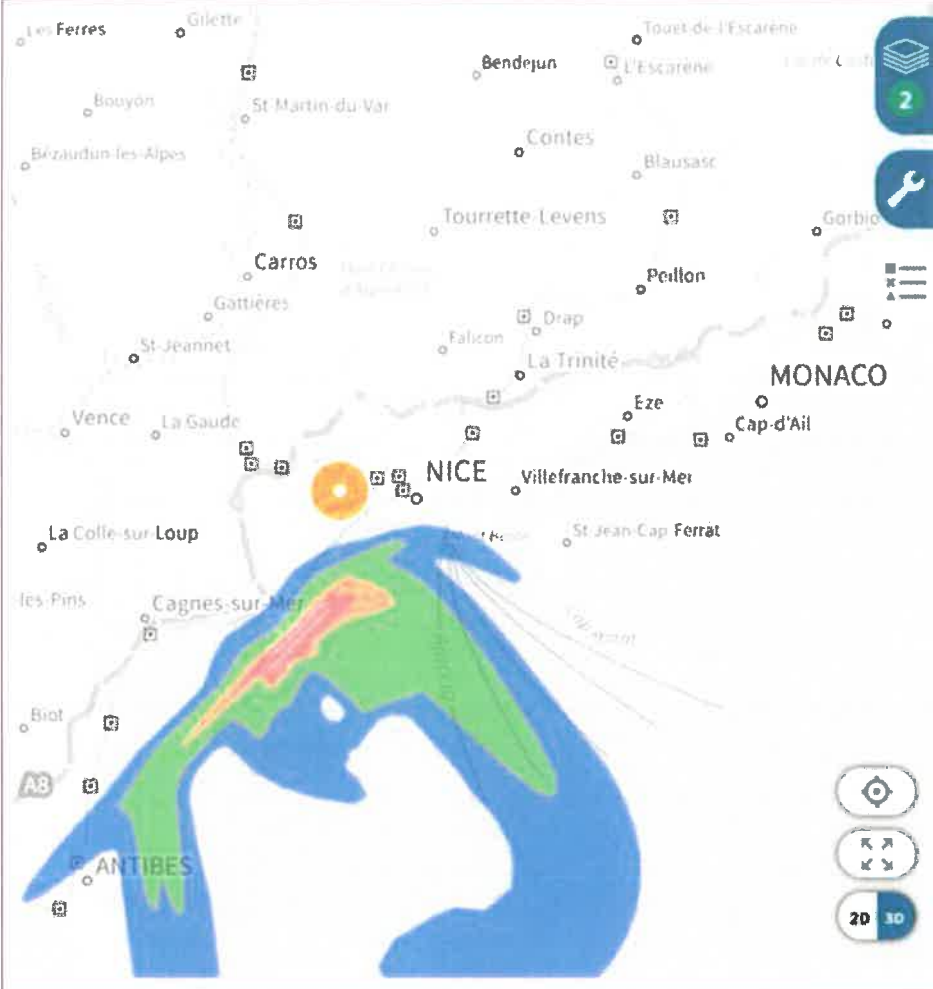 Les Ferres
Gilette
Touet-de-l'Escarène
Bendejun
L'Escarène
2
Bouyon
St-Martin-du-Var
Contes
Bézaudun-les-Alpes
Blausasc
Tourrette-Levens
Gorbio
Carros
Peillon
Gattières
Drap
Falicon
St-Jeannet
La Trinité
MONACO
Eze
Vence
La Gaude
Cap-d'Ail
NICE
Villefranche-sur-Mer
La Colle-sur-Loup
St-Jean-Cap-Ferrat
les-Pins
Cagnes-sur-Mer
Biot
A8
ANTIBES
2D 3D